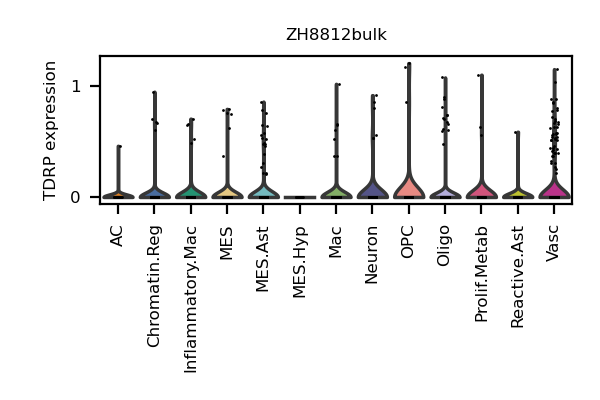 ZH8812bulk
TDRP expression
1
0
AC
Chromatin.Reg
Inflammatory.Mac
MES
MES.Ast
MES.Hyp
Mac
Neuron
OPC
Oligo
Prolif.Metab
Reactive.Ast
Vasc